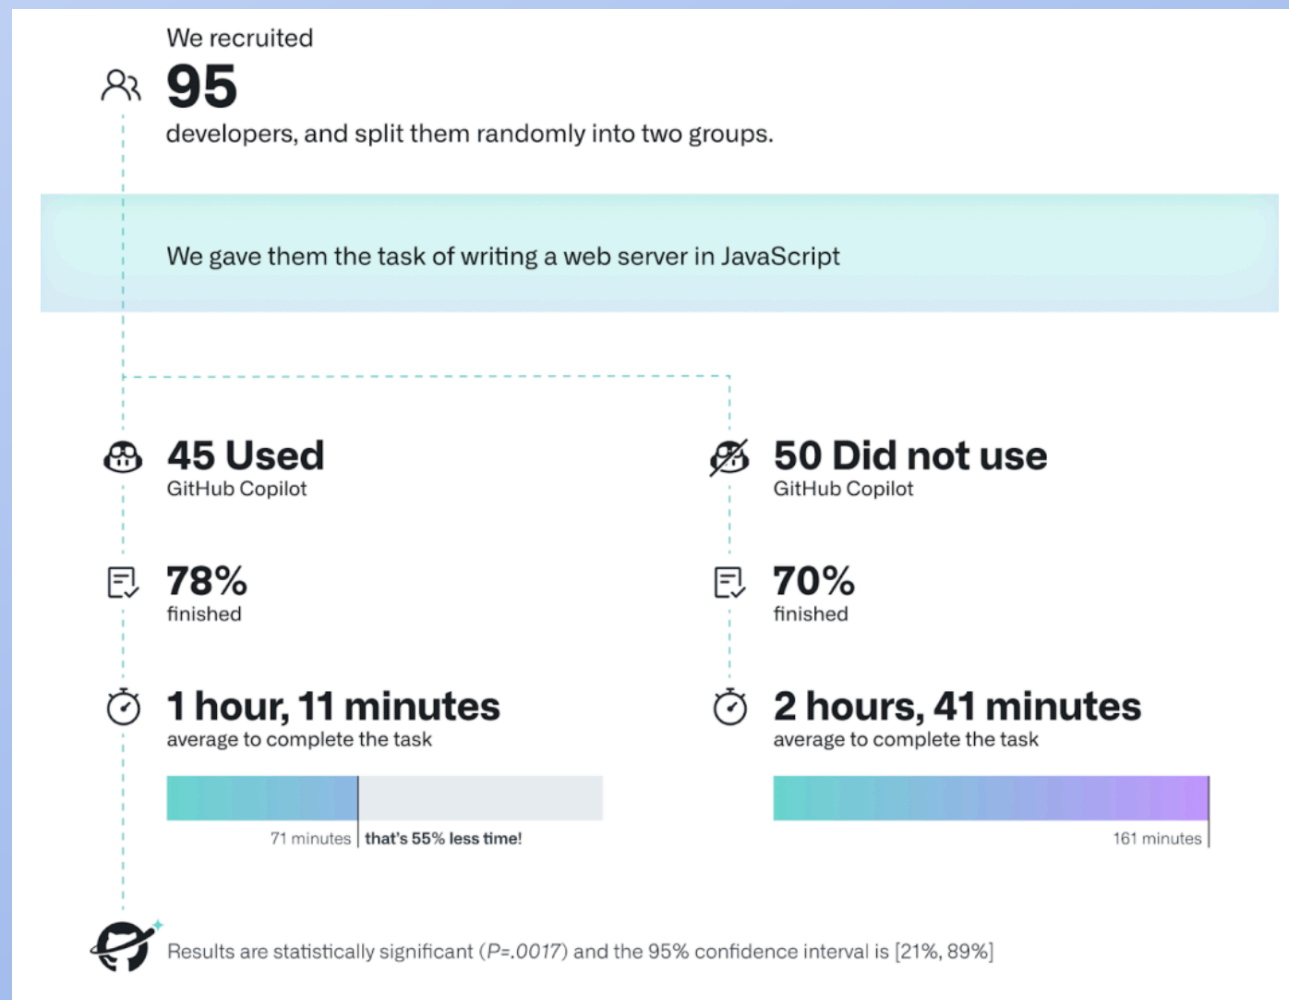 We recruited
95
developers, and split them randomly into two groups.
We gave them the task of writing a web server in JavaScript
45 Used
GitHub Copilot
78%
finished
1 hour, 11 minutes
average to complete the task
71 minutes
that's 55% less time!
50 Did not use
GitHub Copilot
70%
finished
2 hours, 41 minutes
average to complete the task
161 minutes
Results are statistically significant (P=.0017) and the 95% confidence interval is [21%, 89%]